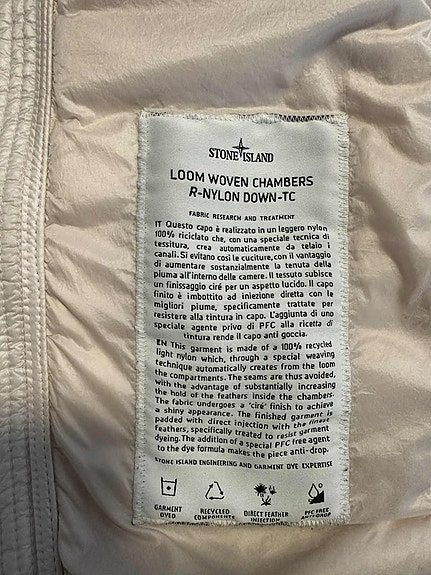 STONE ISLAND
LOOM WOVEN CHAMBERS
R-NYLON DOWN-TC
FABRIC RESEARCH AND TREATMENT
IT Questo capo è realizzato in un leggero nylon
100% riciclato che, con una speciale tecnica di
tessitura, crea automaticamente da telaio i
canali. Si evitano così le cuciture, con il vantaggio
di aumentare sostanzialmente la tenuta della
piuma all'interno delle camere. Il tessuto subisce
un finissaggio ciré per un aspetto lucido. Il capo
finito è imbottito ad iniezione diretta con le
migliori piume, specificamente trattate per
resistere alla tintura in capo. L'aggiunta di uno
speciale agente privo di PFC alla ricetta di
tintura rende il capo anti goccia.
EN This garment is made of a 100% recycled
light nylon which, through a special weaving
technique automatically creates from the loom
the compartments. The seams are thus avoided,
with the advantage of substantially increasing
the hold of the feathers inside the chambers.
The fabric undergoes a 'ciré' finish to achieve
a shiny appearance. The finished garment is
padded with direct injection with the finest
feathers, specifically treated to resist garment
dyeing. The addition of a special PFC free agent
to the dye formula makes the piece anti-drop.
STONE ISLAND ENGINEERING AND GARMENT DYE EXPERTISE
GARMENT DYED
RECYCLED COMPONENTS
DIRECT FEATHER INJECTION
PFC FREE ANTI-DROP